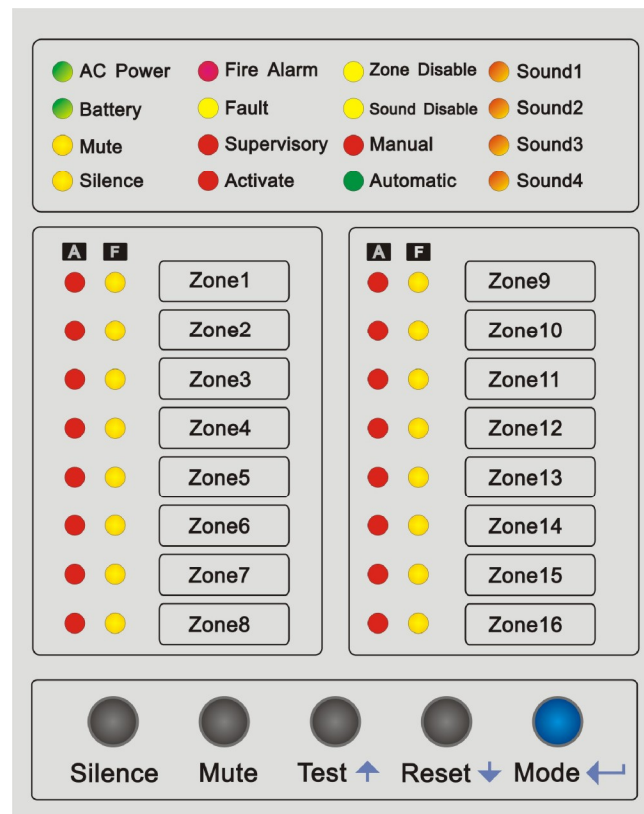 AC Power Fire Alarm Zone Disable Sound1
Battery Fault Sound Disable Sound2
Mute Supervisory Manual Sound3
Silence Activate Automatic Sound4
A F A F
Zone1 Zone9
Zone2 Zone10
Zone3 Zone11
Zone4 Zone12
Zone5 Zone13
Zone6 Zone14
Zone7 Zone15
Zone8 Zone16
Silence Mute Test Reset Mode